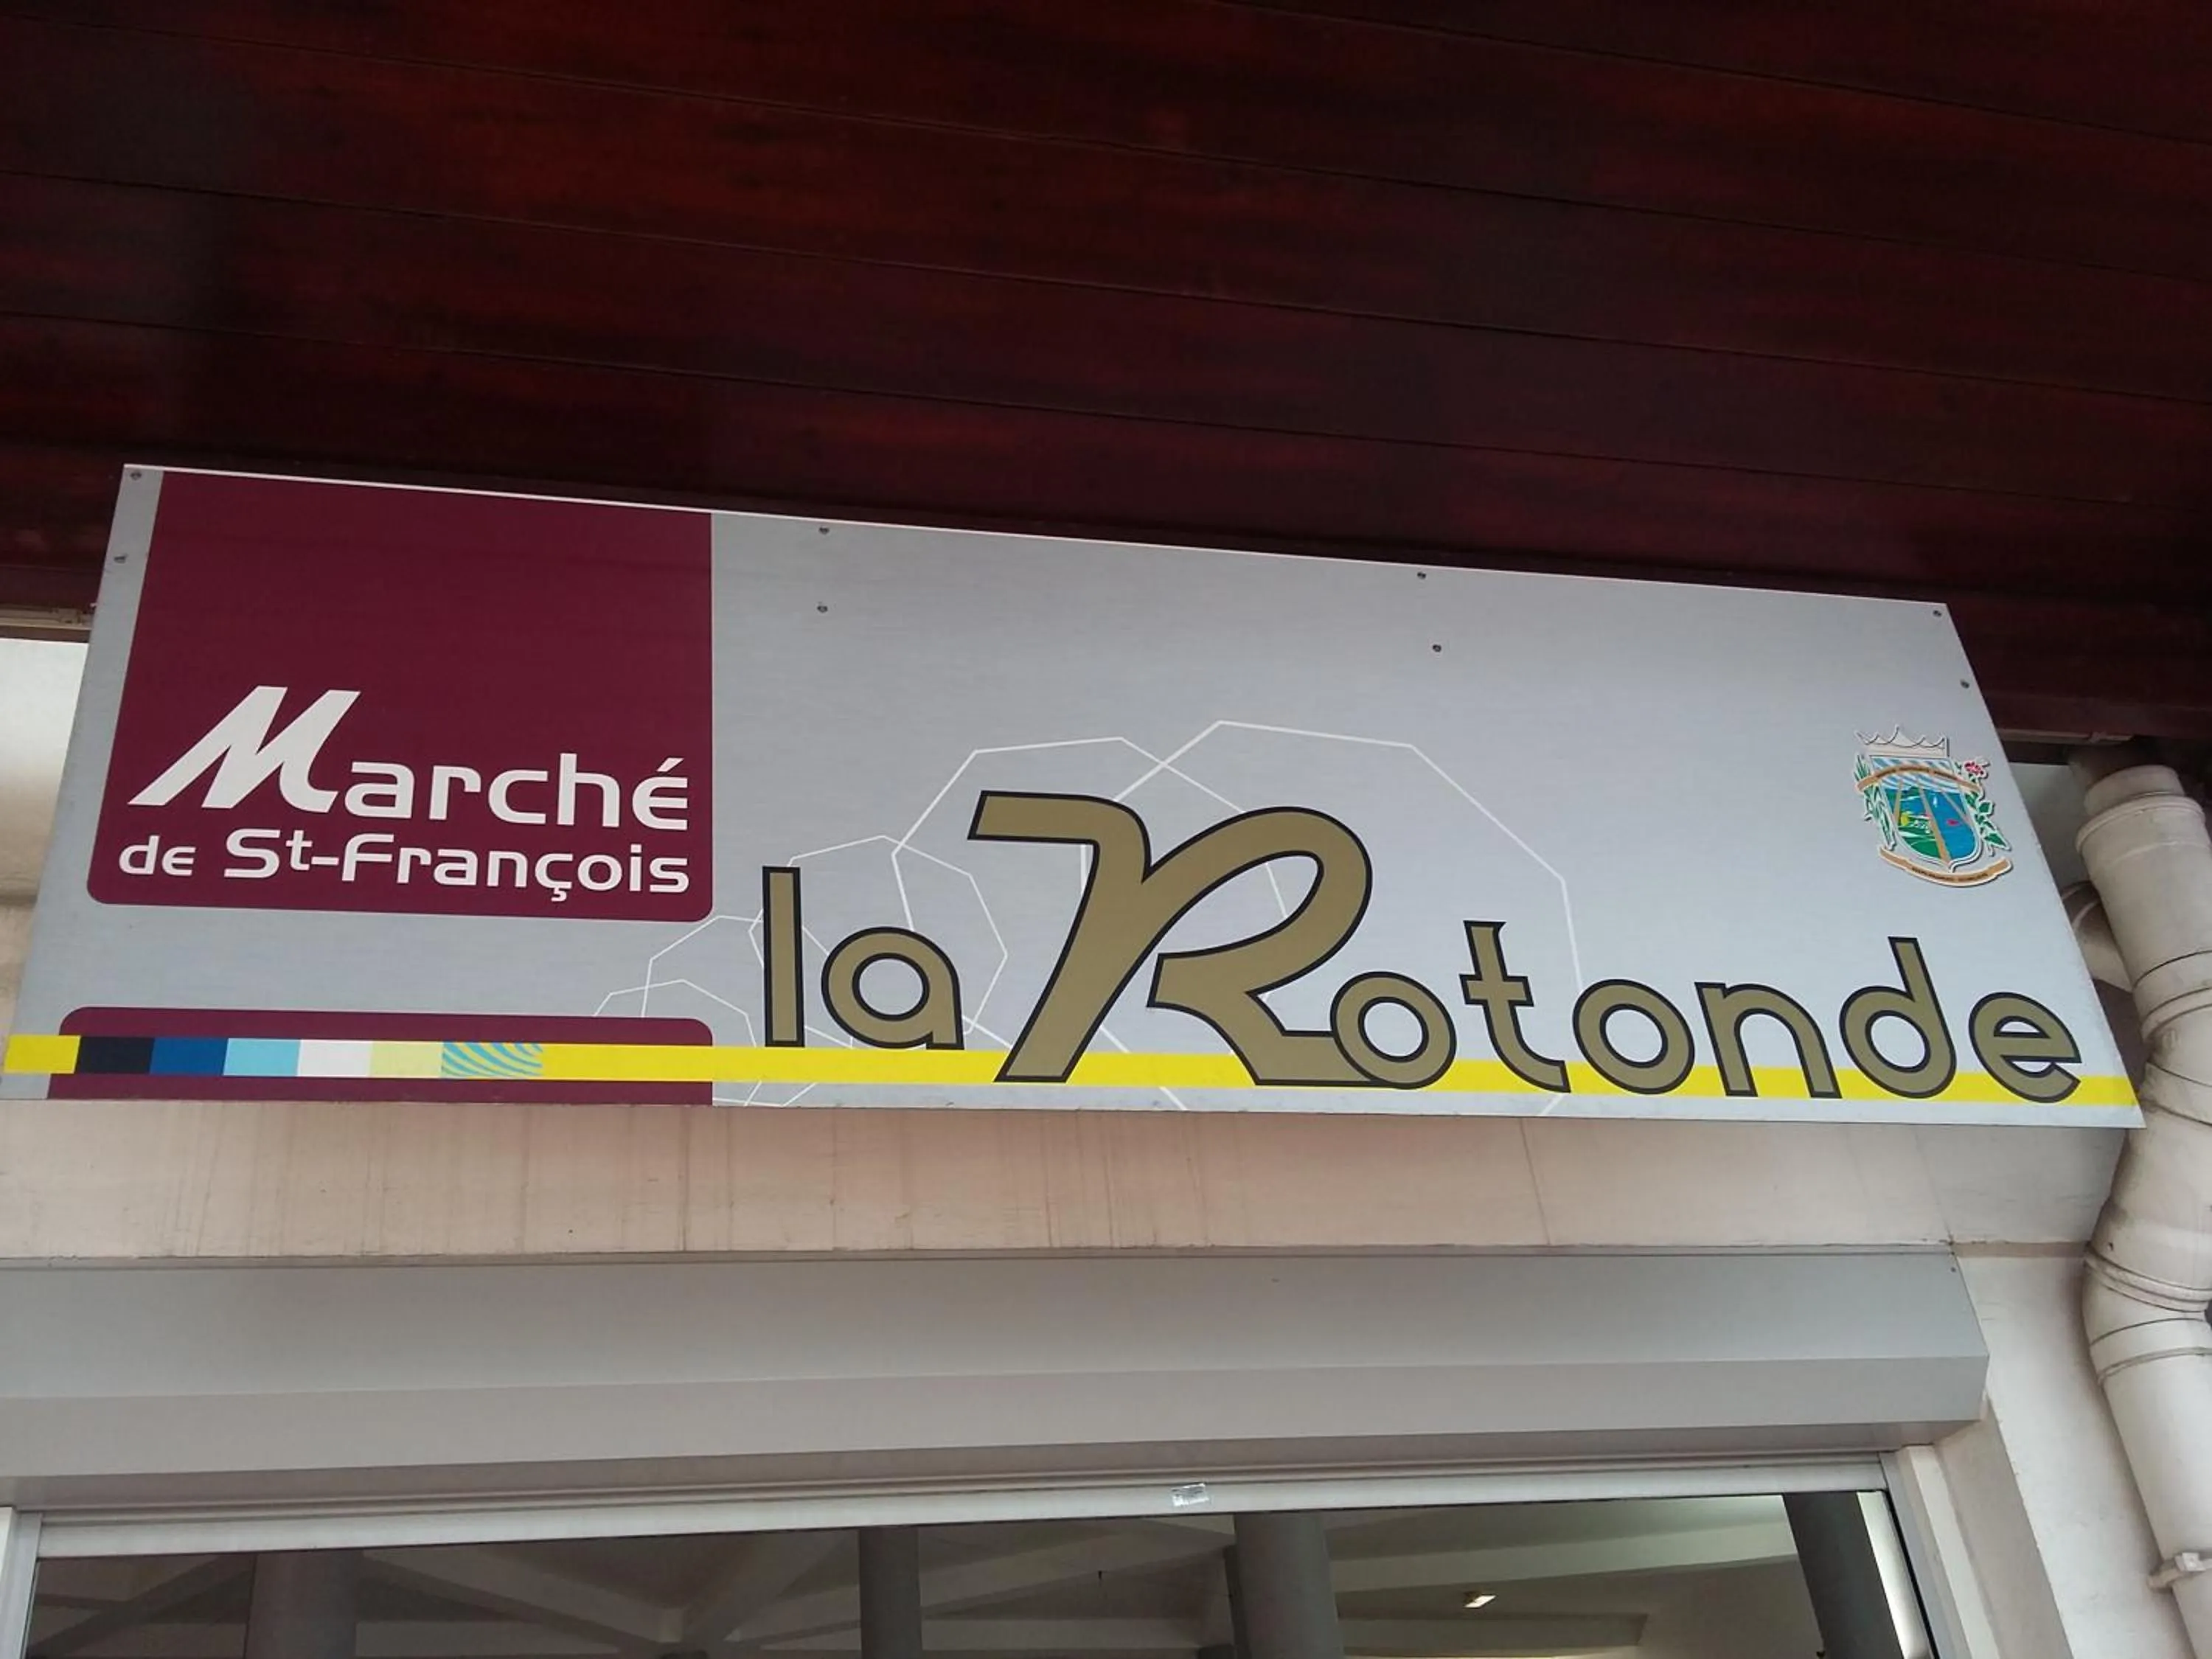 Marché
de St-François
la Rotonde